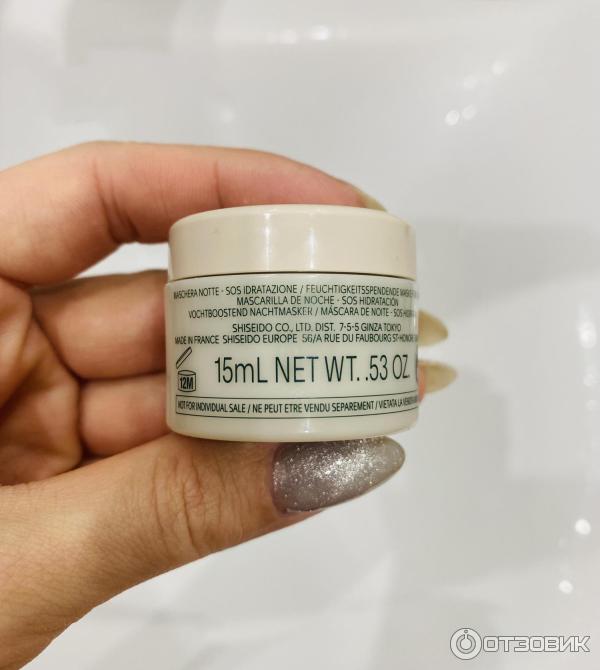 MASCHERA NOTTE · SOS IDRATAZIONE / FEUCHTIGKEITSSPENDENDE
MASCARILLA DE NOCHE · SOS HIDRATACIÓN
VOCHTBOOSTEND NACHTMASKER / MÁSCARA DE NOITE · SOS
SHISEIDO CO., LTD. DIST. 7-5-5 GINZA TOKYO
MADE IN FRANCE SHISEIDO EUROPE 56/A RUE DU FAUBOURG ST-HONORÉ
12M
15mL NET WT. .53 OZ.
NOT FOR INDIVIDUAL SALE / NE PEUT ETRE VENDU SEPAREMENT / VIETATA LA
ОТЗОВИК